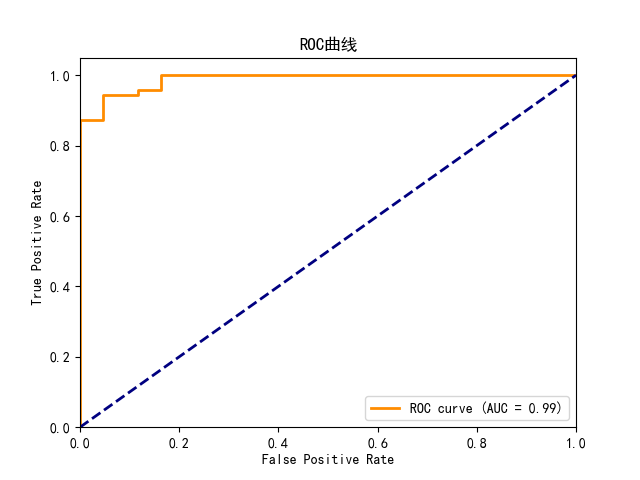 ROC曲线
True Positive Rate
1.0
0.8
0.6
0.4
0.2
0.0
0.0 0.2 0.4 0.6 0.8 1.0
False Positive Rate
ROC curve (AUC = 0.99)